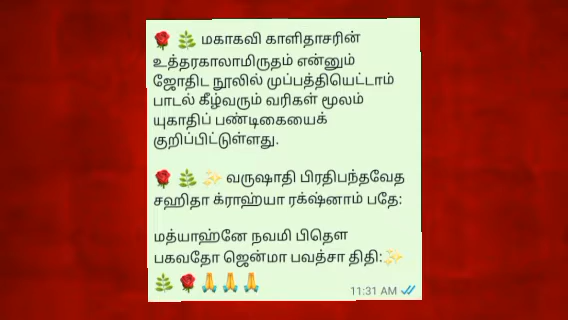 🌹 🌿 மகாகவி காளிதாசரின்
உத்தரகாலாமிருதம் என்னும்
ஜோதிட நூலில் முப்பத்தியெட்டாம்
பாடல் கீழ்வரும் வரிகள் மூலம்
யுகாதிப் பண்டிகையைக்
குறிப்பிட்டுள்ளது.
🌹 🌿 ✨ வருஷாதி பிரதிபந்தவேத
சஹிதா க்ராஹ்யா ரக்ஷ்னாம் பதே:
மத்யாஹ்னே நவமி பிதௌ
பகவதோ ஜென்மா பவத்சா திதி:✨
🌿 🌹 🙏 🙏 🙏
11:31 AM